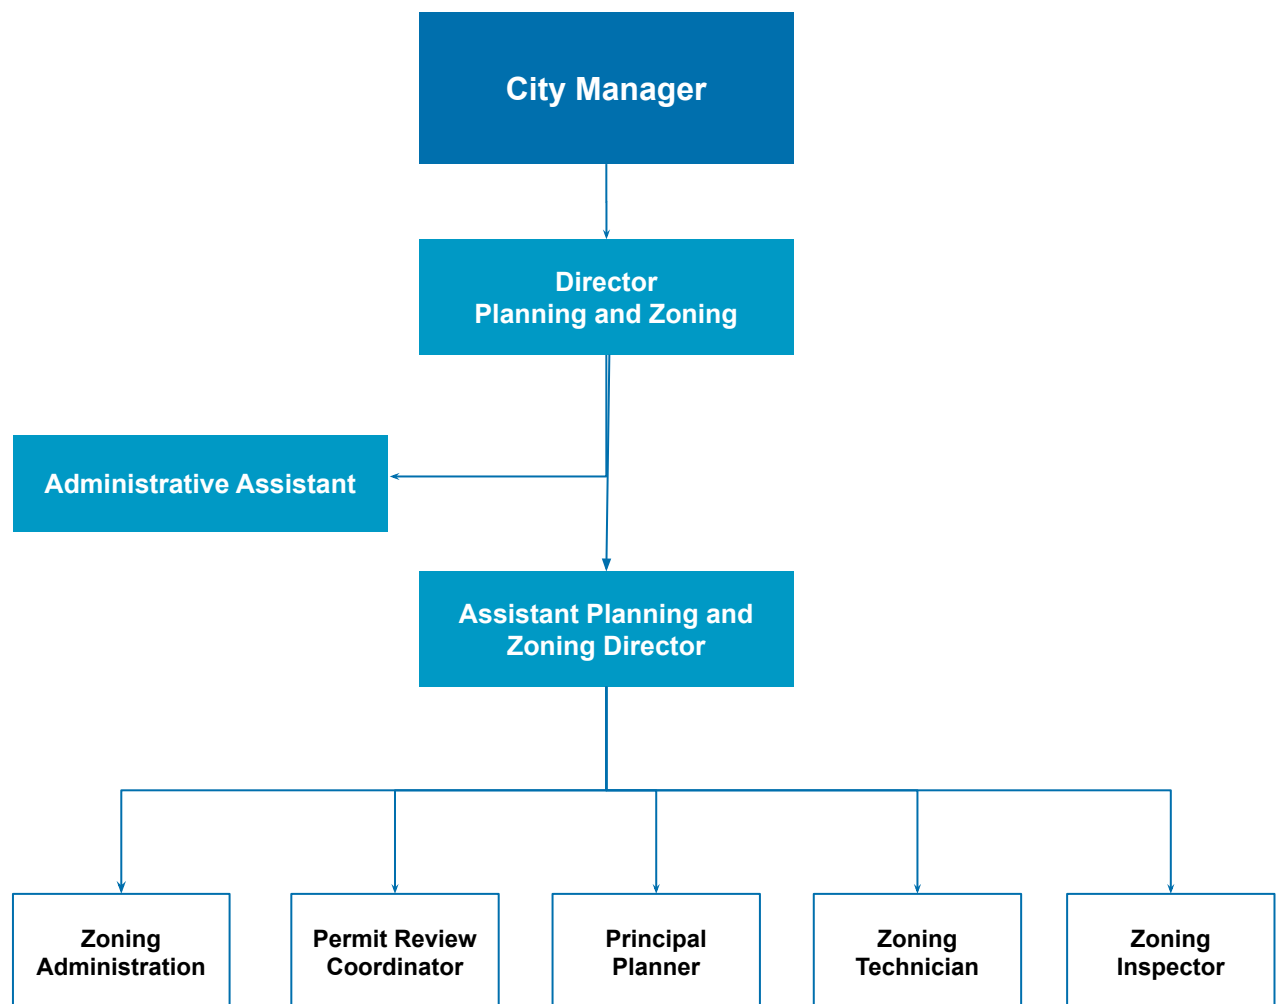 City Manager
Director
Planning and Zoning
Administrative Assistant
Assistant Planning and
Zoning Director
Zoning
Administration
Permit Review
Coordinator
Principal
Planner
Zoning
Technician
Zoning
Inspector